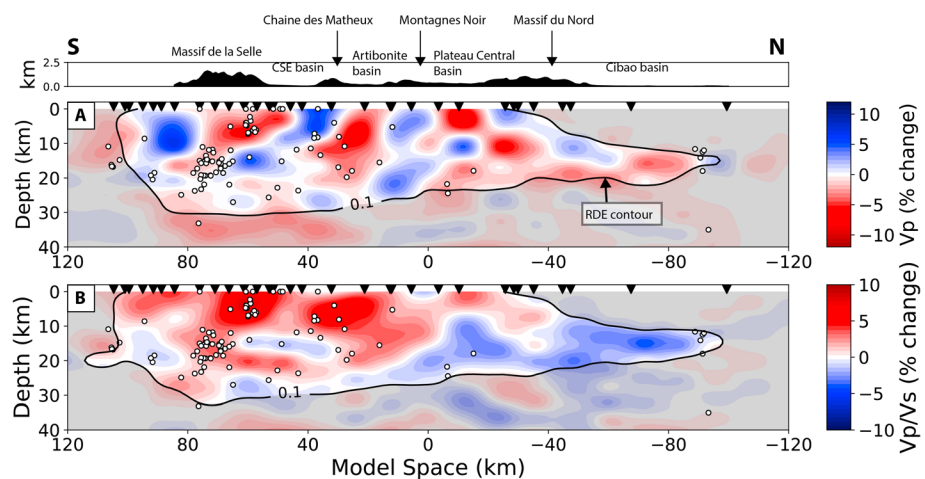 Chaine des Matheux
Montagnes Noir
Massif du Nord
S
N
Massif de la Selle
CSE basin
Artibonite
basin
Plateau Central
Basin
Cibao basin
km
2.5
0.0
A
Depth (km)
0
10
20
30
40
0.1
RDE contour
120
80
40
0
−40
−80
−120
Vp (% change)
10
5
0
−5
−10
B
Depth (km)
0
10
20
30
40
0.1
120
80
40
0
−40
−80
−120
Model Space (km)
Vp/Vs (% change)
10
5
0
−5
−10